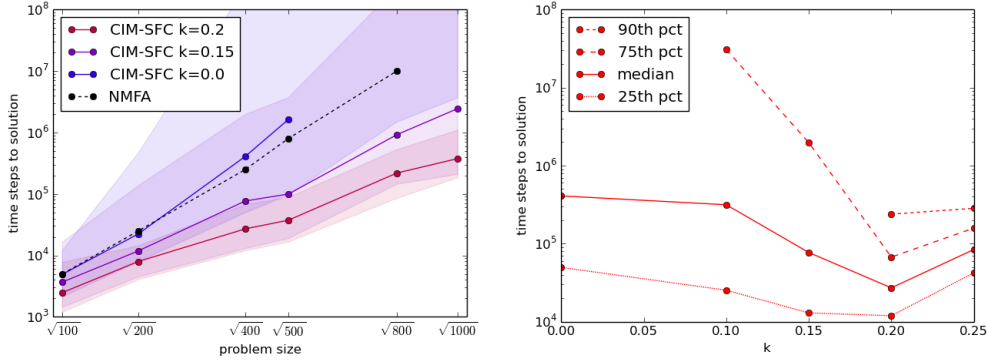 10^8
10^7
10^6
10^5
10^4
10^3
time steps to solution
CIM-SFC k=0.2
CIM-SFC k=0.15
CIM-SFC k=0.0
NMFA
√100
√200
√400
√500
√800
√1000
problem size
10^8
10^7
10^6
10^5
10^4
time steps to solution
90th pct
75th pct
median
25th pct
0.00
0.05
0.10
0.15
0.20
0.25
k